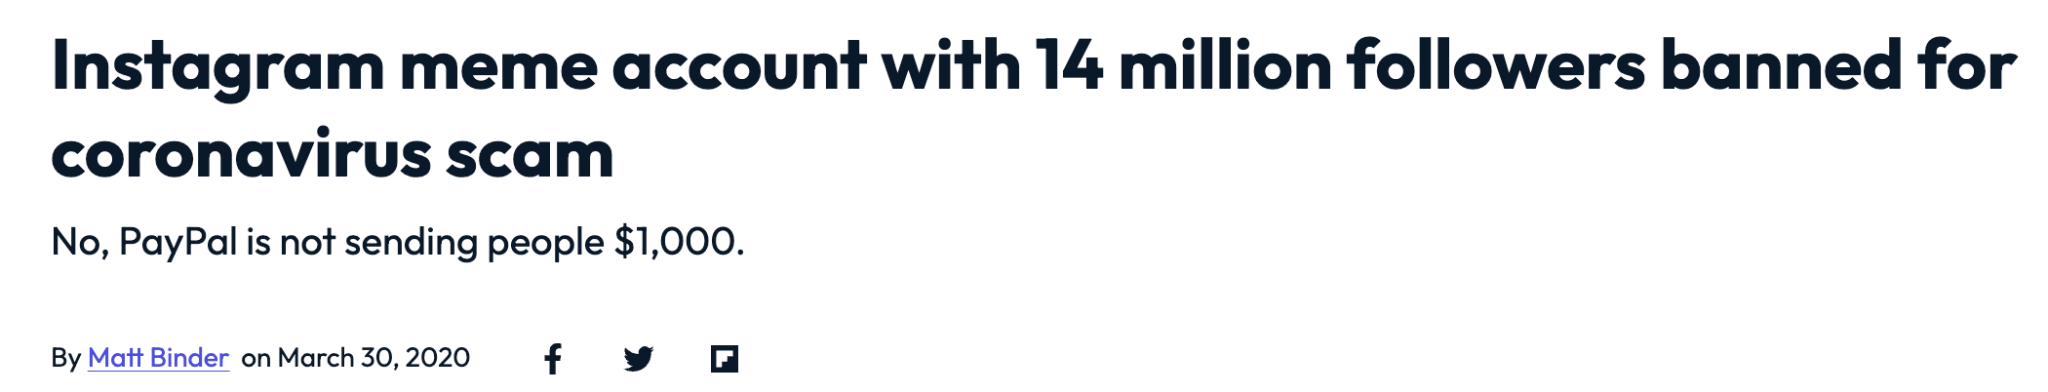 Instagram meme account with 14 million followers banned for
coronavirus scam
No, PayPal is not sending people $1,000.
By Matt Binder on March 30, 2020